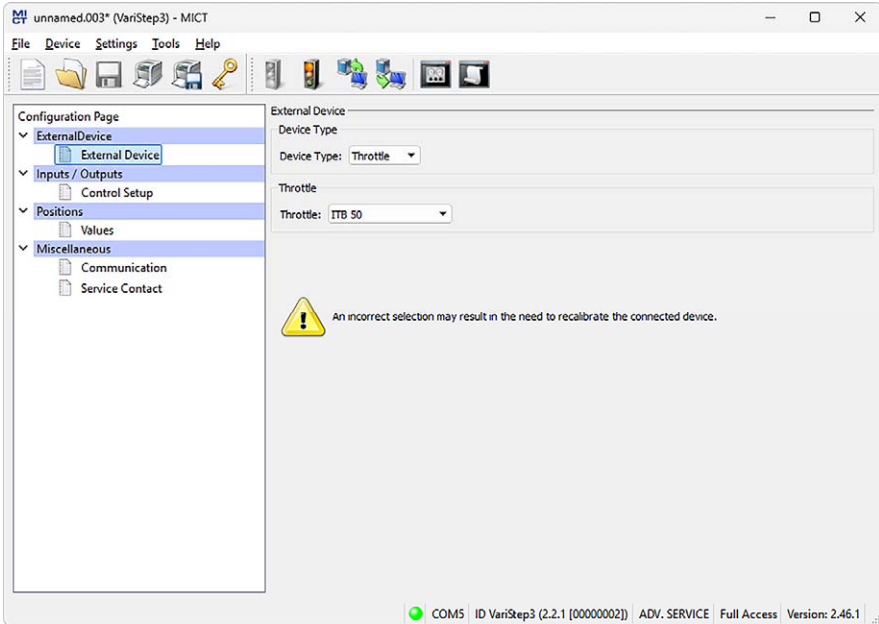 MICT unnamed.003* (VariStep3) - MICT
File Device Settings Tools Help
Configuration Page
ExternalDevice
External Device
Inputs / Outputs
Control Setup
Positions
Values
Miscellaneous
Communication
Service Contact
External Device
Device Type
Device Type: Throttle
Throttle
Throttle: ITB 50
An incorrect selection may result in the need to recalibrate the connected device.
COM5 ID VariStep3 (2.2.1 [00000002]) ADV. SERVICE Full Access Version: 2.46.1